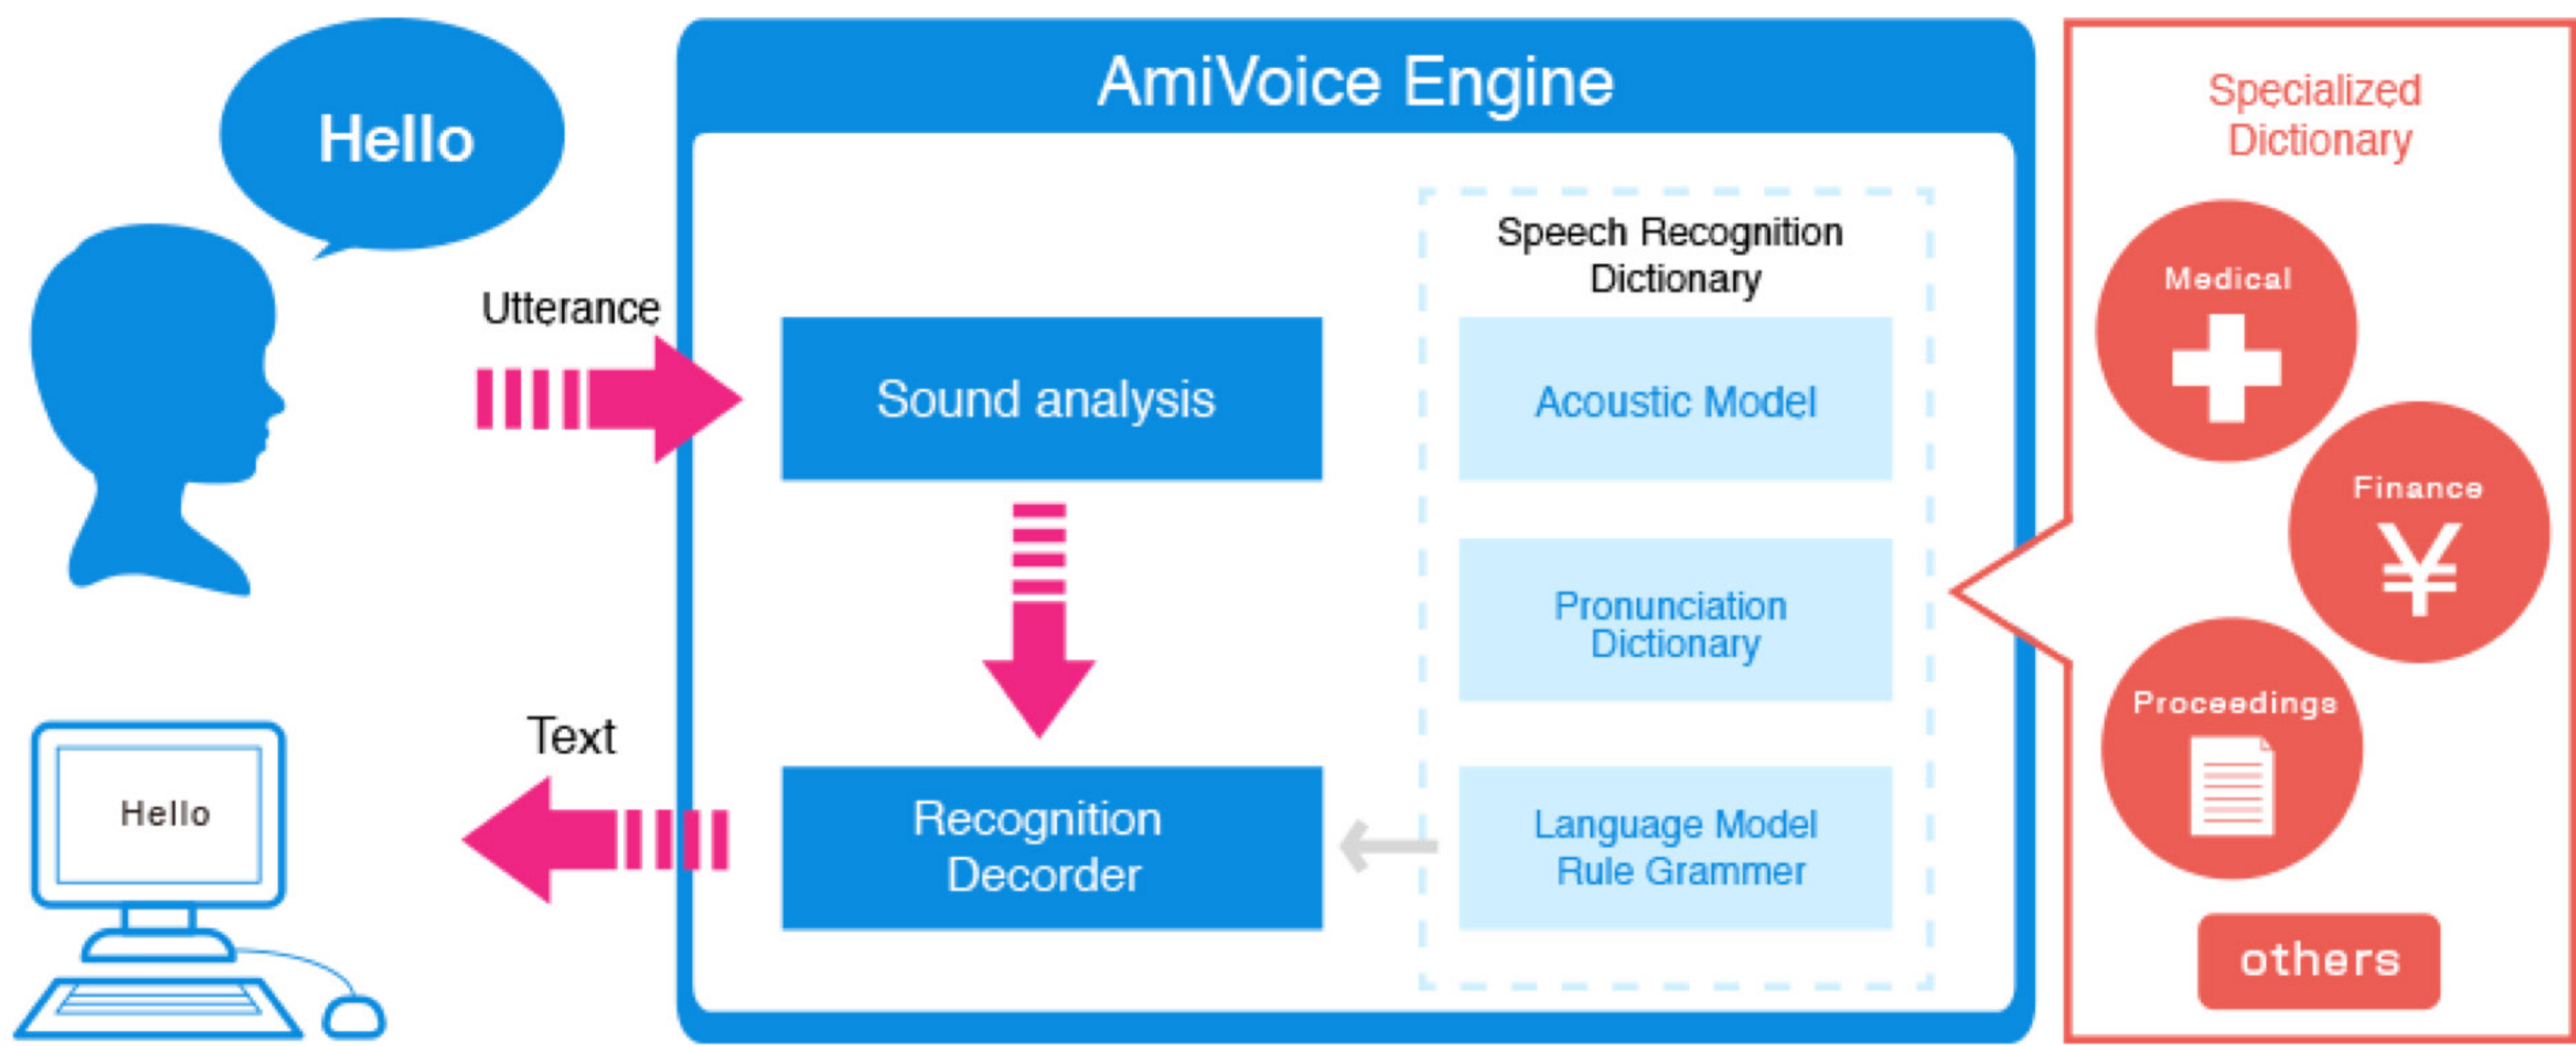 Hello
Utterance
Text
Hello
AmiVoice Engine
Sound analysis
Recognition
Decorder
Speech Recognition
Dictionary
Acoustic Model
Pronunciation
Dictionary
Language Model
Rule Grammer
Specialized
Dictionary
Medical
Finance
¥
Proceedings
others